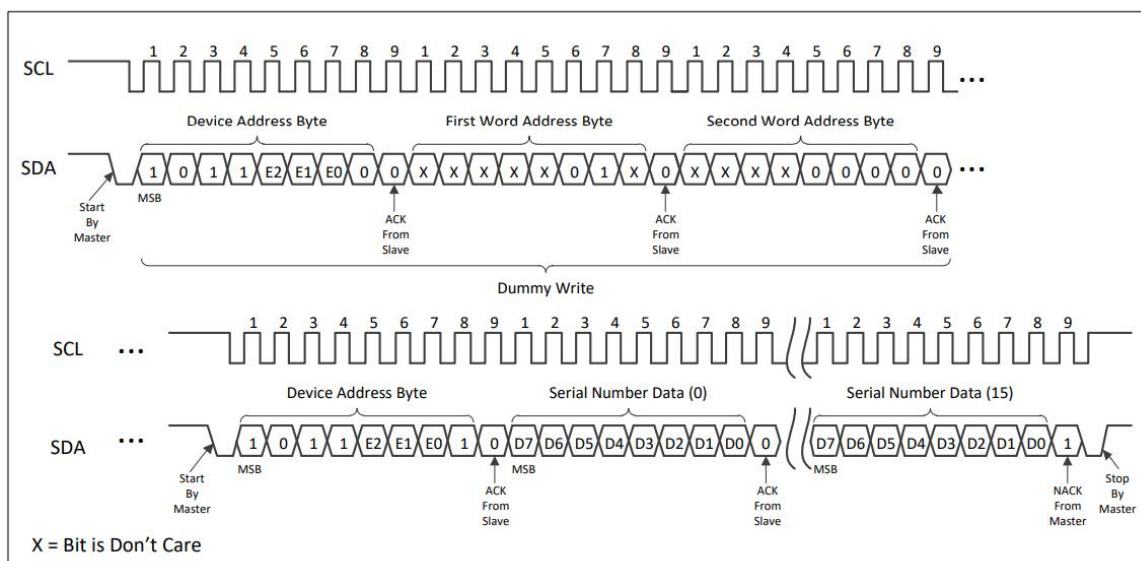 1 2 3 4 5 6 7 8 9 1 2 3 4 5 6 7 8 9 1 2 3 4 5 6 7 8 9
SCL ...
Device Address Byte First Word Address Byte Second Word Address Byte
SDA 1 0 1 1 E2 E1 E0 0 0 X X X X X 0 1 X 0 X X X X 0 0 0 0 0 ...
MSB
Start By Master
ACK From Slave
ACK From Slave
ACK From Slave
Dummy Write
1 2 3 4 5 6 7 8 9 1 2 3 4 5 6 7 8 9 1 2 3 4 5 6 7 8 9
SCL ...
Device Address Byte Serial Number Data (0) Serial Number Data (15)
SDA ... 1 0 1 1 E2 E1 E0 1 0 D7 D6 D5 D4 D3 D2 D1 D0 0 D7 D6 D5 D4 D3 D2 D1 D0 1
MSB MSB MSB
Start By Master
ACK From Slave
ACK From Slave
NACK From Master
Stop By Master
X = Bit is Don't Care